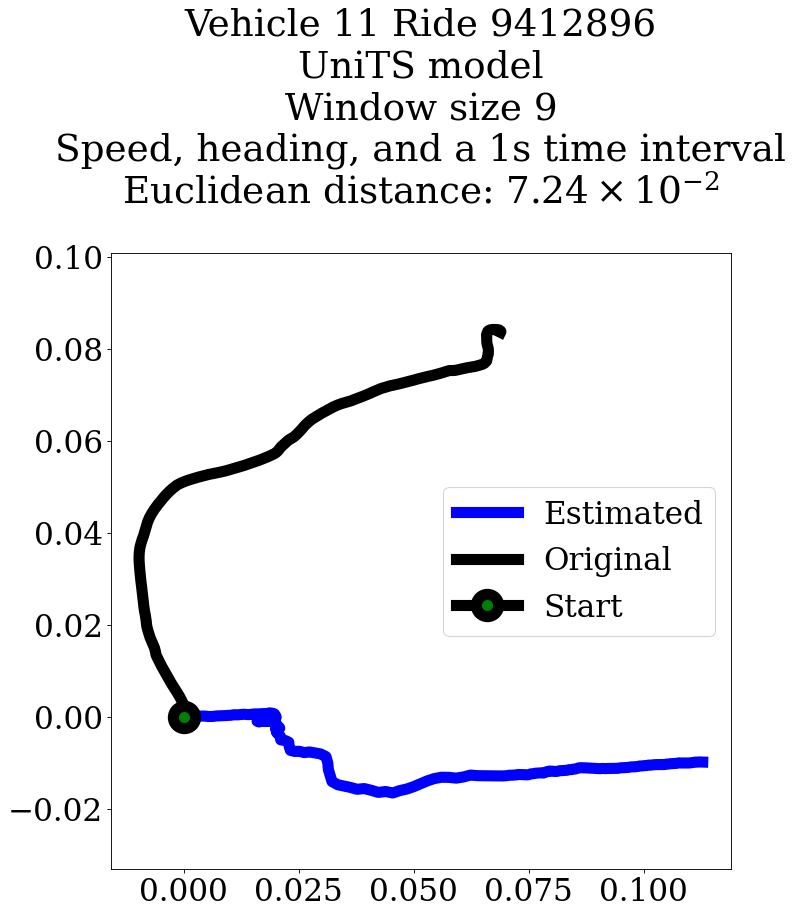 Vehicle 11 Ride 9412896
UniTS model
Window size 9
Speed, heading, and a 1s time interval
Euclidean distance: 7.24 × 10⁻²
0.10
0.08
0.06
0.04
0.02
0.00
−0.02
Estimated
Original
Start
0.000 0.025 0.050 0.075 0.100